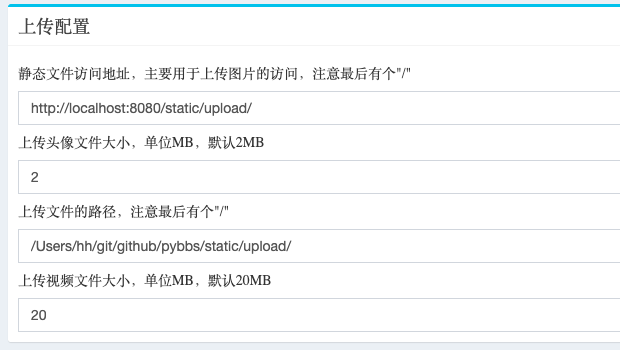 上传配置
静态文件访问地址，主要用于上传图片的访问，注意最后有个"/"
http://localhost:8080/static/upload/
上传头像文件大小，单位MB，默认2MB
2
上传文件的路径，注意最后有个"/"
/Users/hh/git/github/pybbs/static/upload/
上传视频文件大小，单位MB，默认20MB
20